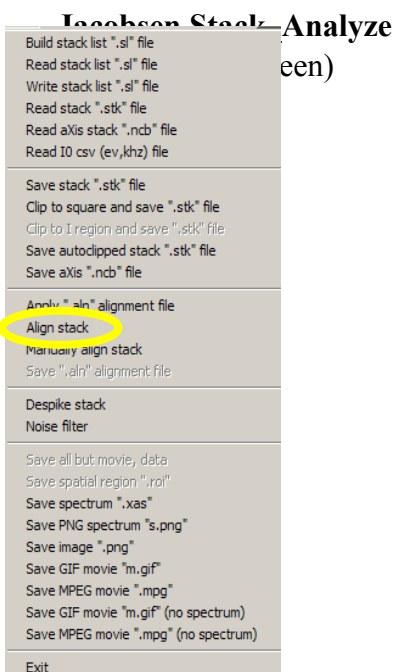 Jacobsen Stack_Analyze
een)
Build stack list ".sl" file
Read stack list ".sl" file
Write stack list ".sl" file
Read stack ".stk" file
Read aXis stack ".ncb" file
Read I0 csv (ev,khz) file
Save stack ".stk" file
Clip to square and save ".stk" file
Clip to I region and save ".stk" file
Save autoclipped stack ".stk" file
Save aXis ".ncb" file
Apply ".aln" alignment file
Align stack
Manually align stack
Save ".aln" alignment file
Despike stack
Noise filter
Save all but movie, data
Save spatial region ".roi"
Save spectrum ".xas"
Save PNG spectrum "s.png"
Save image ".png"
Save GIF movie "m.gif"
Save MPEG movie ".mpg"
Save GIF movie "m.gif" (no spectrum)
Save MPEG movie ".mpg" (no spectrum)
Exit